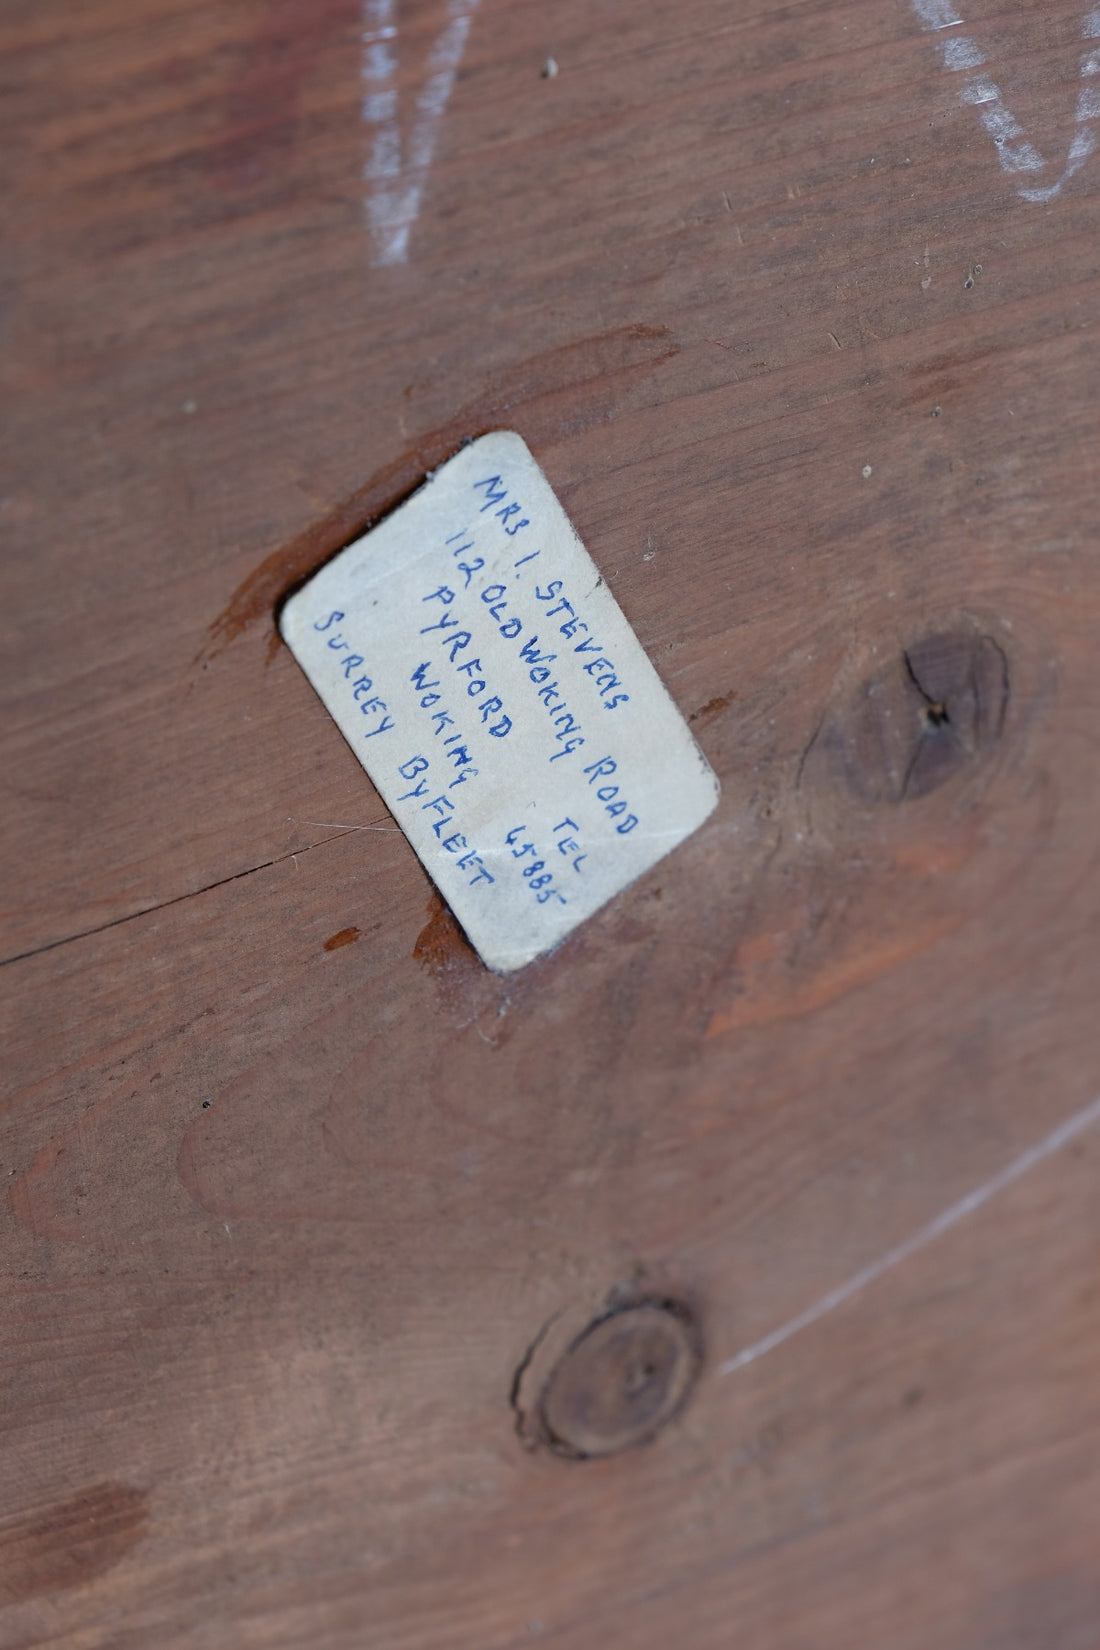 MRS I. STEVENS
112 OLD WOKING ROAD
PYRFORD TEL
WOKING 45885
SURREY BYFLEET